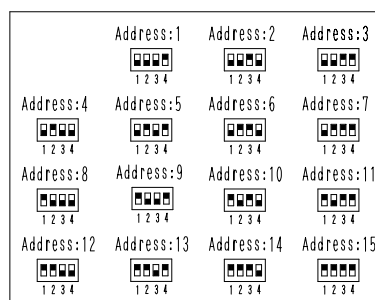 Address:1 Address:2 Address:3
1 2 3 4 1 2 3 4 1 2 3 4
Address:4 Address:5 Address:6 Address:7
1 2 3 4 1 2 3 4 1 2 3 4 1 2 3 4
Address:8 Address:9 Address:10 Address:11
1 2 3 4 1 2 3 4 1 2 3 4 1 2 3 4
Address:12 Address:13 Address:14 Address:15
1 2 3 4 1 2 3 4 1 2 3 4 1 2 3 4